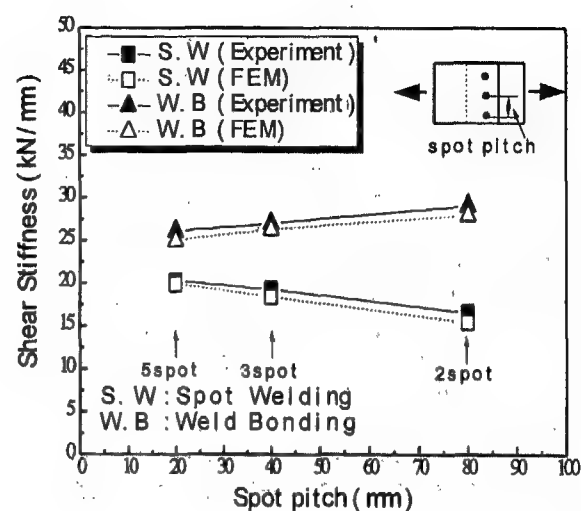 50
45
40
35
30
25
20
15
10
5
0
Shear Stiffness (kN/mm)
S.W (Experiment)
S.W (FEM)
W.B (Experiment)
W.B (FEM)
spot pitch
5spot 3spot 2spot
S.W : Spot Welding
W.B : Weld Bonding
0 10 20 30 40 50 60 70 80 90 100
Spot pitch (mm)